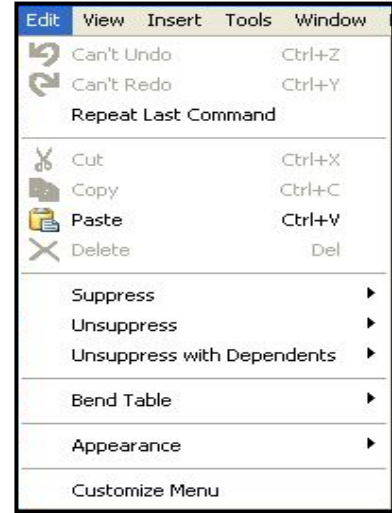 Edit View Insert Tools Window
Can't Undo Ctrl+Z
Can't Redo Ctrl+Y
Repeat Last Command
Cut Ctrl+X
Copy Ctrl+C
Paste Ctrl+V
Delete Del
Suppress
Unsuppress
Unsuppress with Dependents
Bend Table
Appearance
Customize Menu